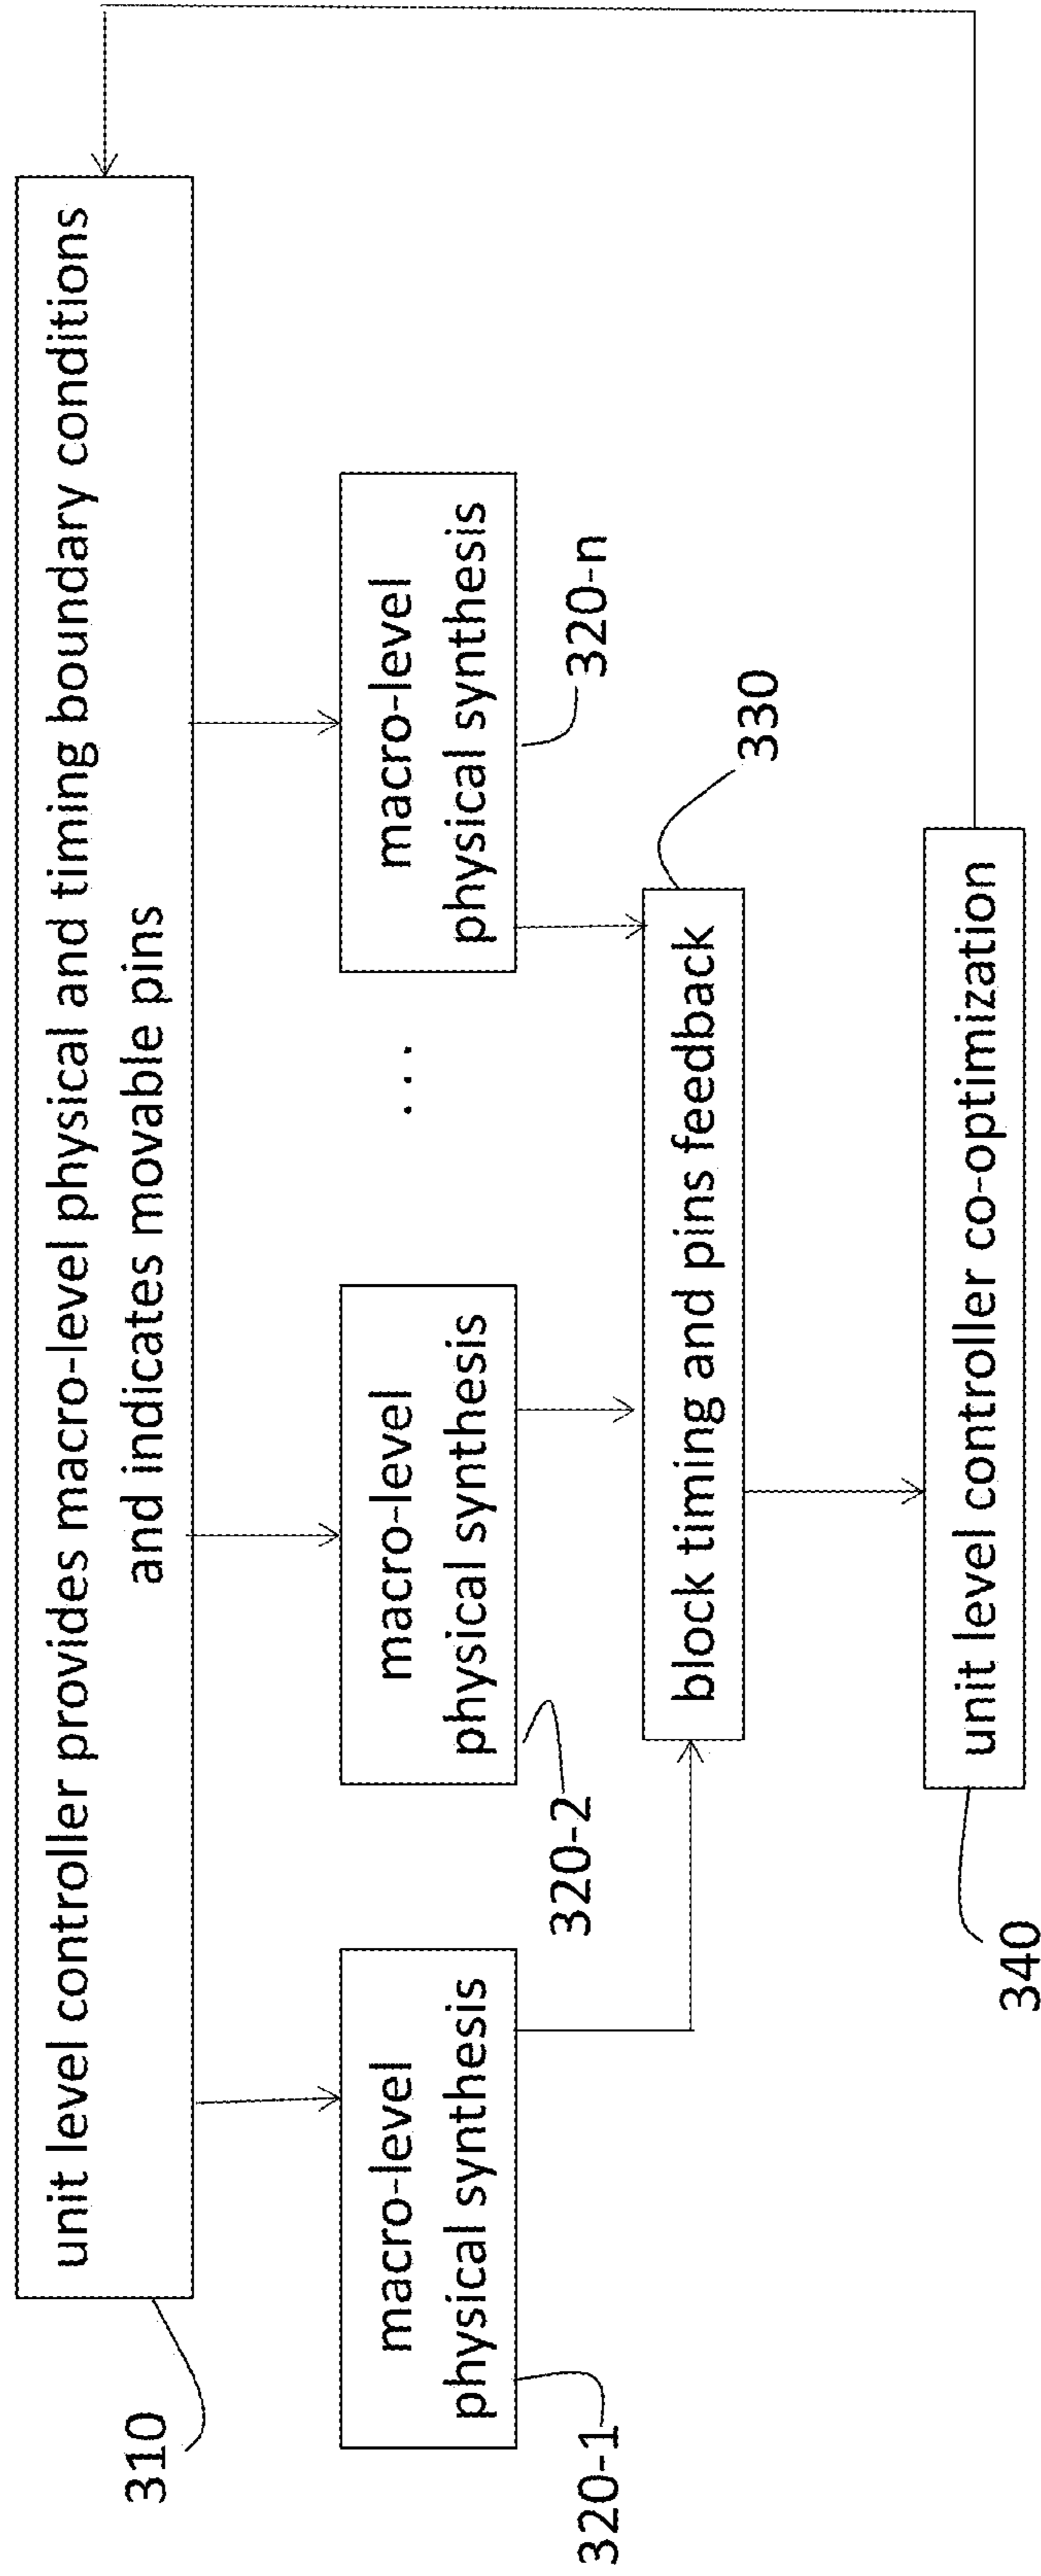 unit level controller provides macro-level physical and timing boundary conditions
and indicates movable pins
310
macro-level
physical synthesis
320-1
macro-level
physical synthesis
320-2
. . .
macro-level
physical synthesis
320-n
block timing and pins feedback
330
unit level controller co-optimization
340